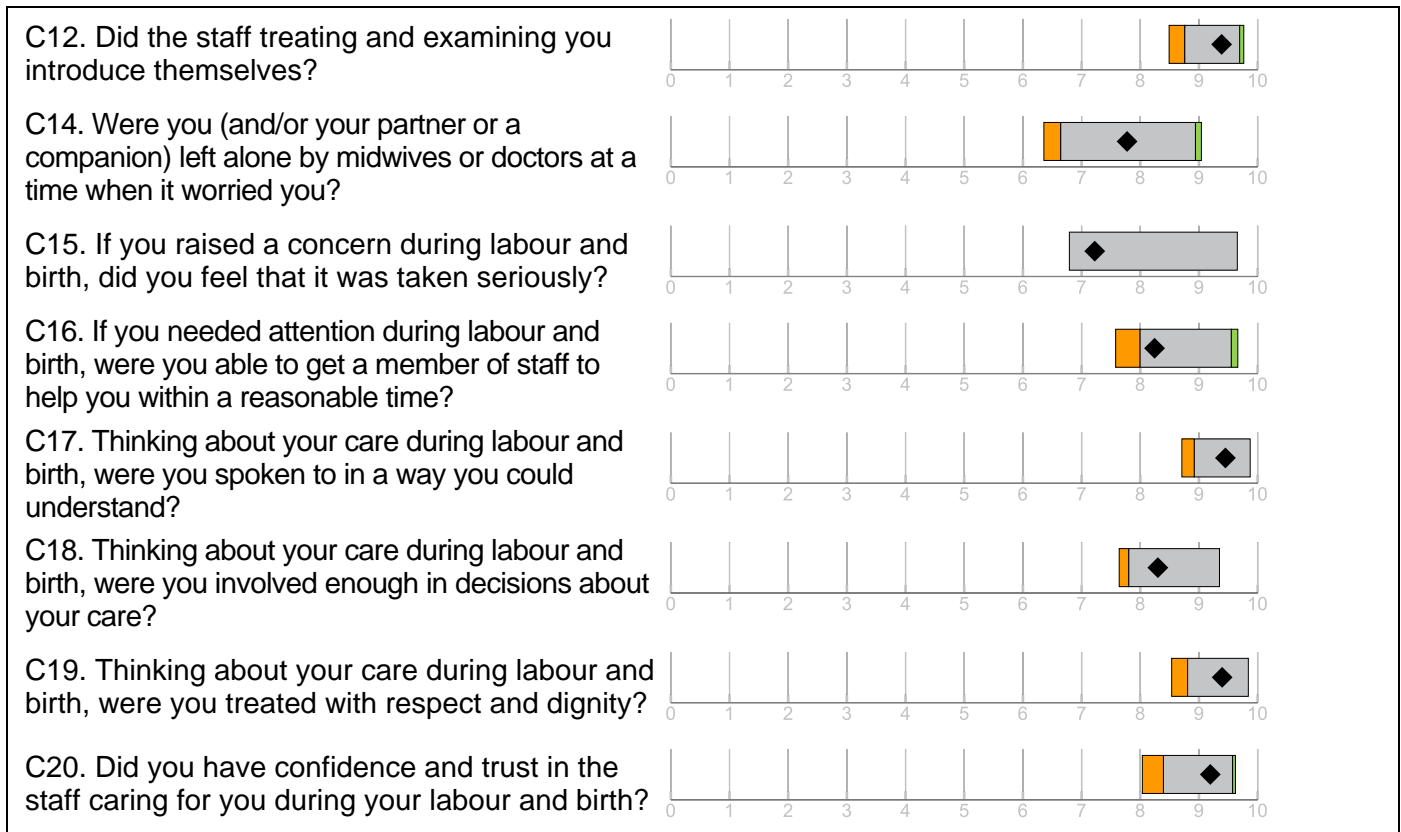 C12. Did the staff treating and examining you
introduce themselves?
0 1 2 3 4 5 6 7 8 9 10
C14. Were you (and/or your partner or a
companion) left alone by midwives or doctors at a
time when it worried you?
0 1 2 3 4 5 6 7 8 9 10
C15. If you raised a concern during labour and
birth, did you feel that it was taken seriously?
0 1 2 3 4 5 6 7 8 9 10
C16. If you needed attention during labour and
birth, were you able to get a member of staff to
help you within a reasonable time?
0 1 2 3 4 5 6 7 8 9 10
C17. Thinking about your care during labour and
birth, were you spoken to in a way you could
understand?
0 1 2 3 4 5 6 7 8 9 10
C18. Thinking about your care during labour and
birth, were you involved enough in decisions about
your care?
0 1 2 3 4 5 6 7 8 9 10
C19. Thinking about your care during labour and
birth, were you treated with respect and dignity?
0 1 2 3 4 5 6 7 8 9 10
C20. Did you have confidence and trust in the
staff caring for you during your labour and birth?
0 1 2 3 4 5 6 7 8 9 10